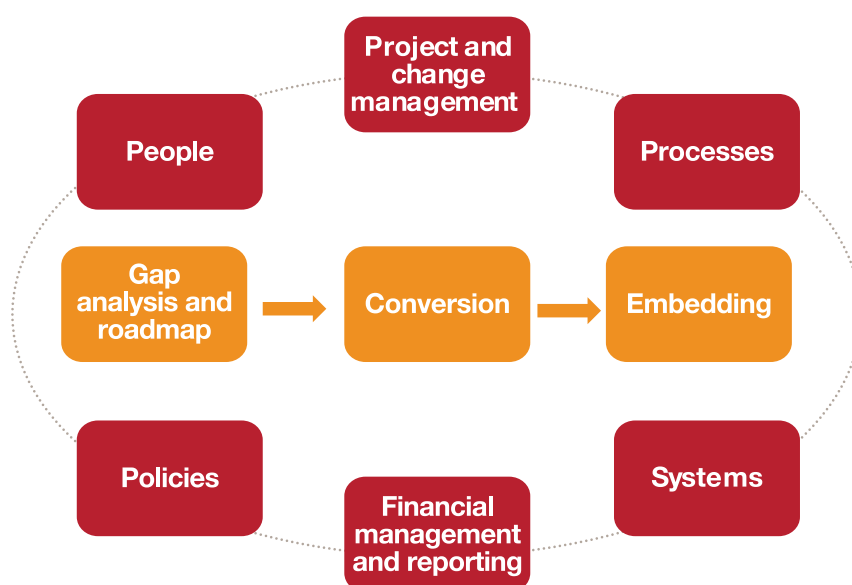 Project and
change
management
People
Processes
Gap
analysis and
roadmap
Conversion
Embedding
Policies
Systems
Financial
management
and reporting